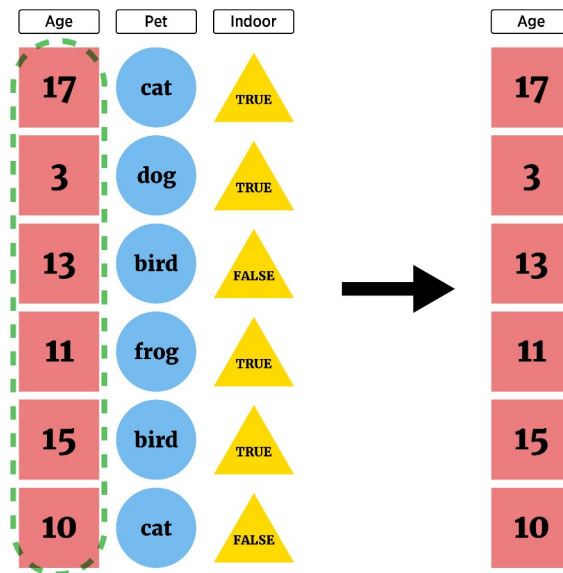 Age Pet Indoor Age
17 cat TRUE 17
3 dog TRUE 3
13 bird FALSE 13
11 frog TRUE 11
15 bird TRUE 15
10 cat FALSE 10